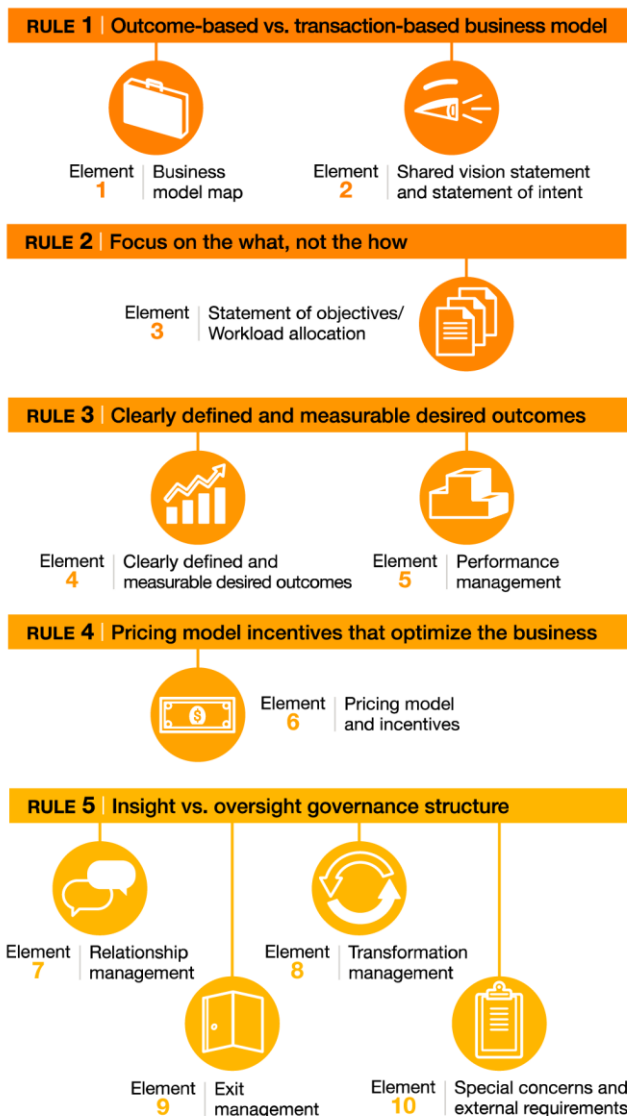 RULE 1 | Outcome-based vs. transaction-based business model
Element 1 | Business
model map
Element 2 | Shared vision statement
and statement of intent
RULE 2 | Focus on the what, not the how
Element 3 | Statement of objectives/
Workload allocation
RULE 3 | Clearly defined and measurable desired outcomes
Element 4 | Clearly defined and
measurable desired outcomes
Element 5 | Performance
management
RULE 4 | Pricing model incentives that optimize the business
$
Element 6 | Pricing model
and incentives
RULE 5 | Insight vs. oversight governance structure
Element 7 | Relationship
management
Element 8 | Transformation
management
Element 9 | Exit
management
Element 10 | Special concerns and
external requirements